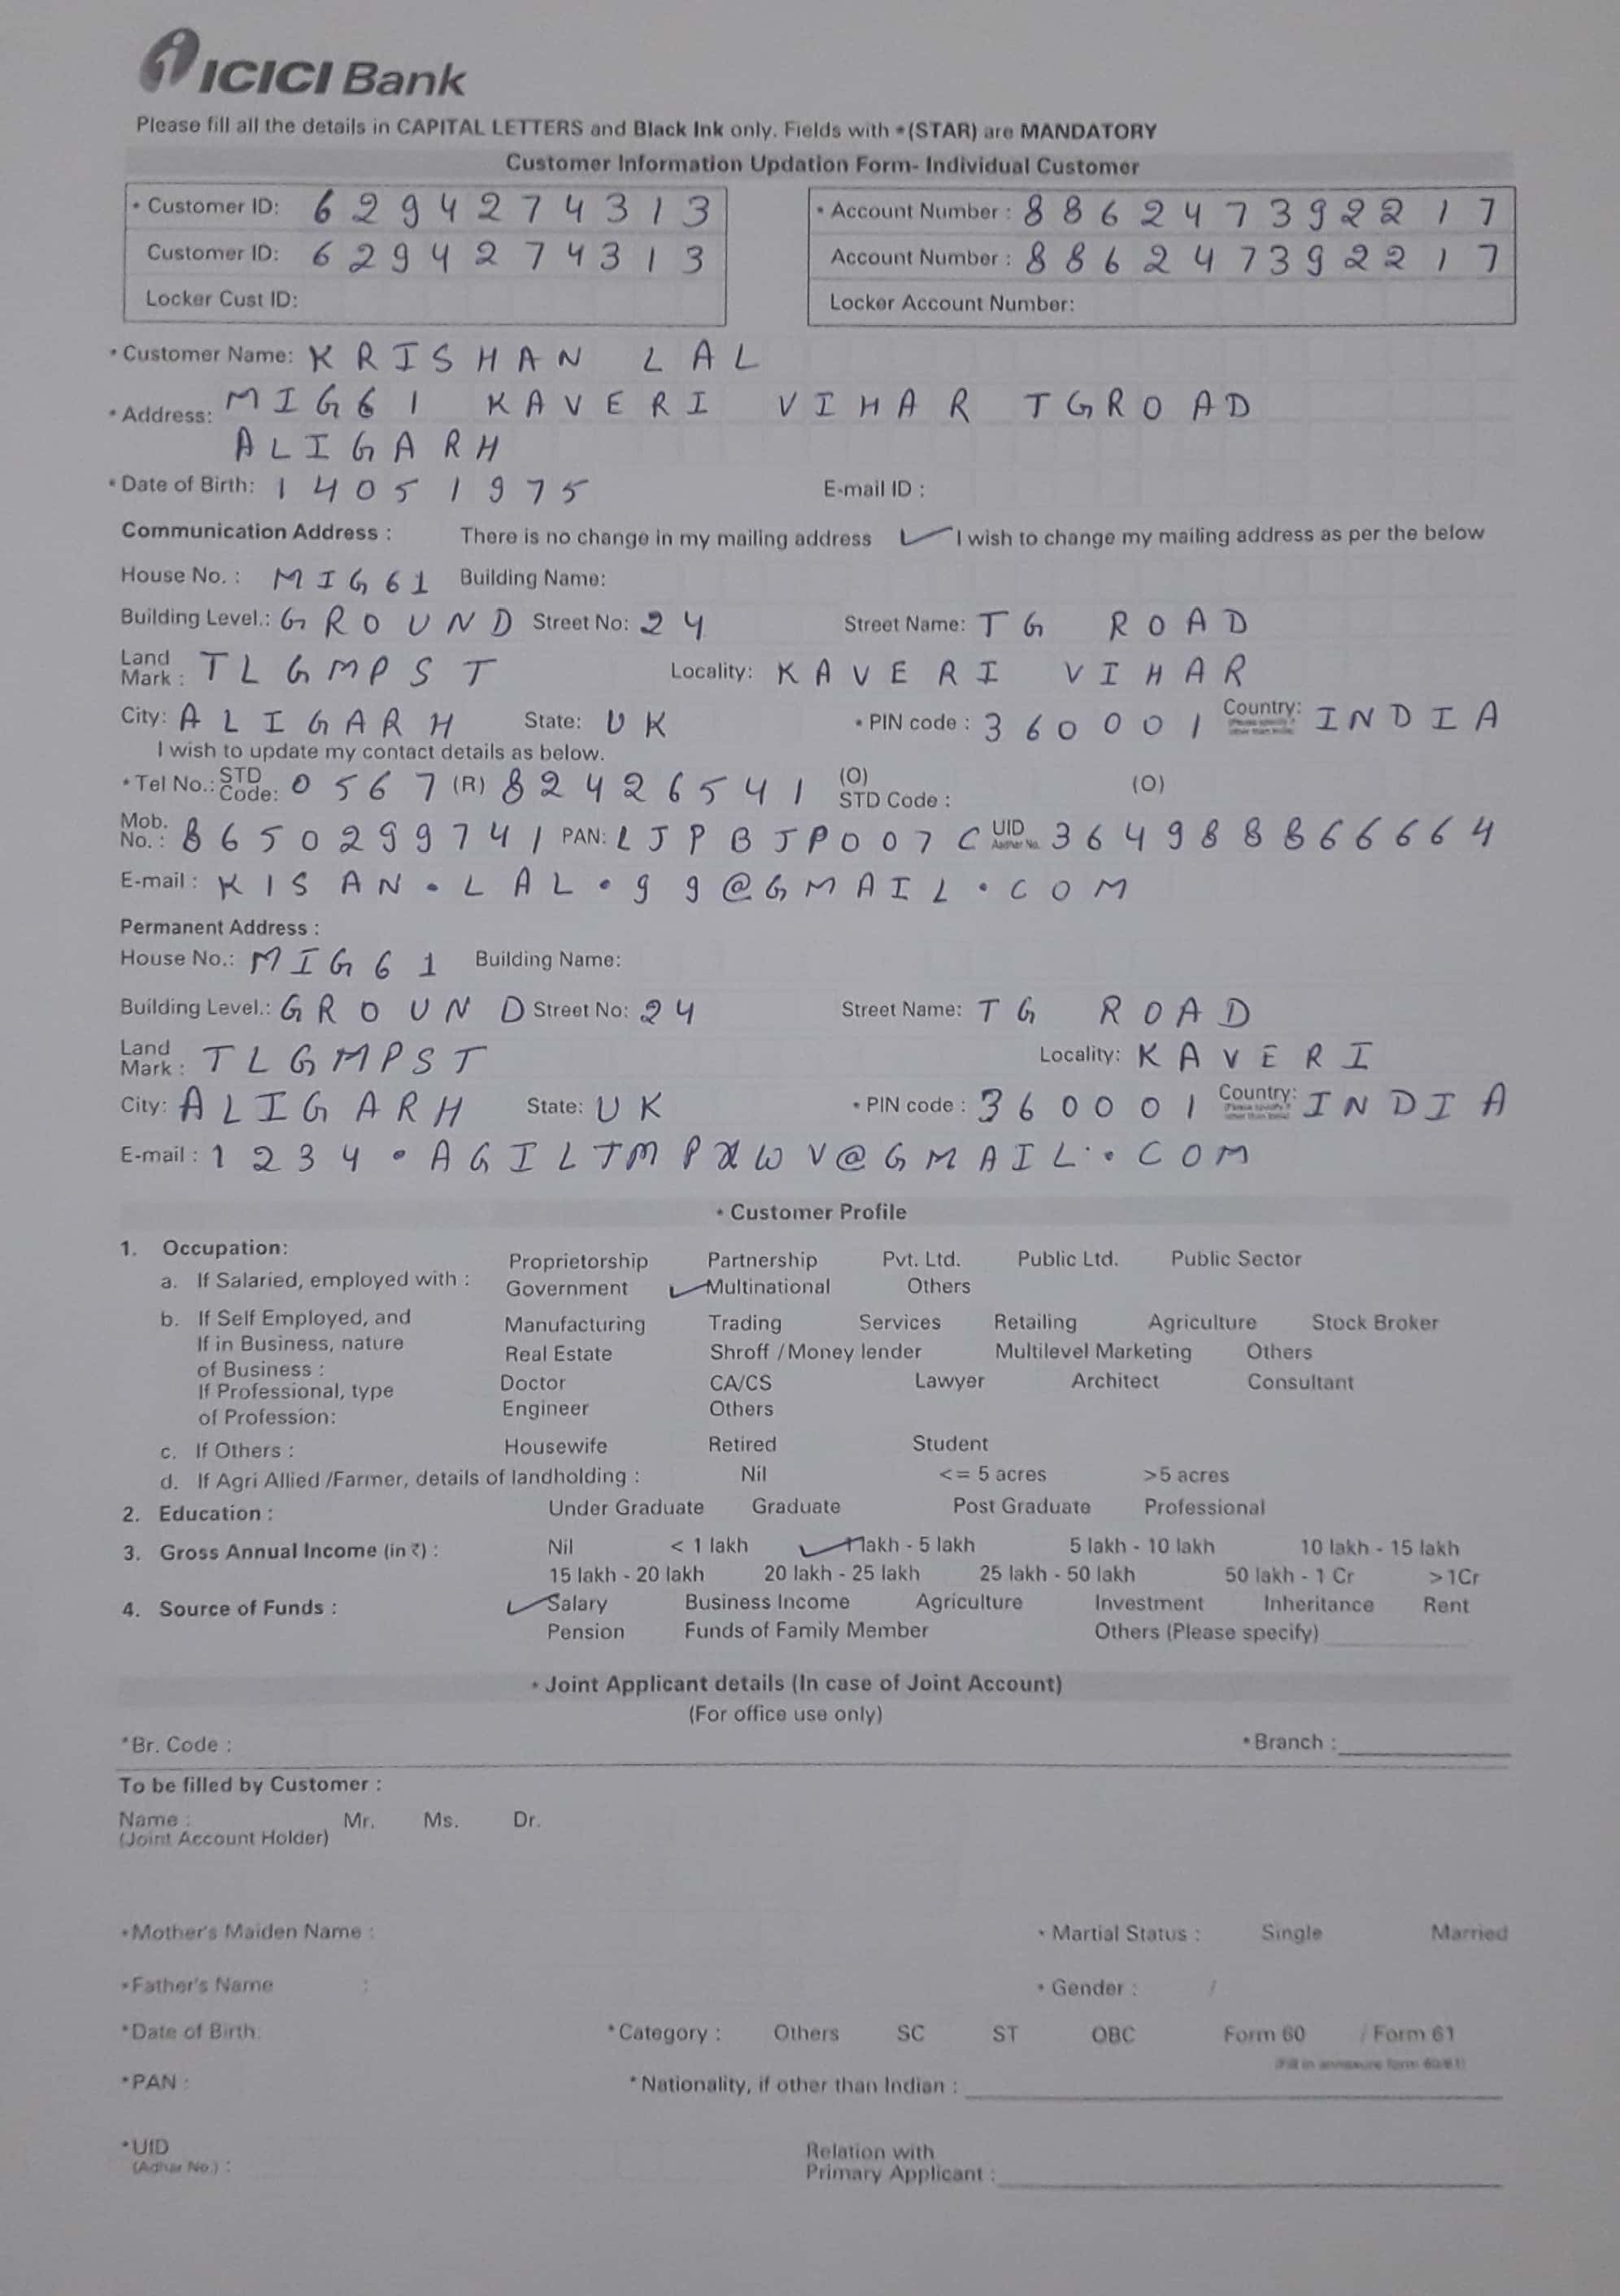 ICICI Bank
Please fill all the details in CAPITAL LETTERS and Black Ink only. Fields with *(STAR) are MANDATORY
Customer Information Updation Form- Individual Customer
* Customer ID: 6294274313 * Account Number : 886247392217
Customer ID: 6294274313 Account Number : 886247392217
Locker Cust ID: Locker Account Number:
* Customer Name: KRISHAN LAL
* Address: MIG61 KAVERI VIHAR TGROAD
ALIGARH
* Date of Birth: 14051975 E-mail ID :
Communication Address : There is no change in my mailing address ✓ I wish to change my mailing address as per the below
House No. : MIG61 Building Name:
Building Level.: GROUND Street No: 24 Street Name: TG ROAD
Land Mark : TLGMPST Locality: KAVERI VIHAR
City: ALIGARH State: UK * PIN code : 360001 Country: INDIA
I wish to update my contact details as below.
* Tel No.: STD Code: 0567 (R) 82426541 (O) STD Code : (O)
Mob. No. : 8650299741 PAN: LJPBJP007C UID Aadhar No. 364988866664
E-mail : KISAN.LAL.99@GMAIL.COM
Permanent Address :
House No.: MIG61 Building Name:
Building Level.: GROUND Street No: 24 Street Name: TG ROAD
Land Mark : TLGMPST Locality: KAVERI
City: ALIGARH State: UK * PIN code : 360001 Country: INDIA
E-mail : 1234.AGILTMPXWV@GMAIL.COM
* Customer Profile
1. Occupation: Proprietorship Partnership Pvt. Ltd. Public Ltd. Public Sector
a. If Salaried, employed with : Government ✓ Multinational Others
b. If Self Employed, and Manufacturing Trading Services Retailing Agriculture Stock Broker
If in Business, nature Real Estate Shroff /Money lender Multilevel Marketing Others
of Business :
If Professional, type Doctor CA/CS Lawyer Architect Consultant
of Profession: Engineer Others
c. If Others : Housewife Retired Student
d. If Agri Allied /Farmer, details of landholding : Nil <= 5 acres >5 acres
2. Education : Under Graduate Graduate Post Graduate Professional
3. Gross Annual Income (in ₹) : Nil < 1 lakh ✓ 1 lakh - 5 lakh 5 lakh - 10 lakh 10 lakh - 15 lakh
15 lakh - 20 lakh 20 lakh - 25 lakh 25 lakh - 50 lakh 50 lakh - 1 Cr >1Cr
4. Source of Funds : ✓ Salary Business Income Agriculture Investment Inheritance Rent
Pension Funds of Family Member Others (Please specify)
* Joint Applicant details (In case of Joint Account)
(For office use only)
*Br. Code : * Branch :
To be filled by Customer :
Name : Mr. Ms. Dr.
(Joint Account Holder)
*Mother's Maiden Name : * Martial Status : Single Married
*Father's Name : * Gender : /
*Date of Birth: *Category : Others SC ST OBC Form 60 / Form 61
(Fill in annexure form 60/61)
*PAN : * Nationality, if other than Indian :
*UID Relation with
(Adhar No.) : Primary Applicant :